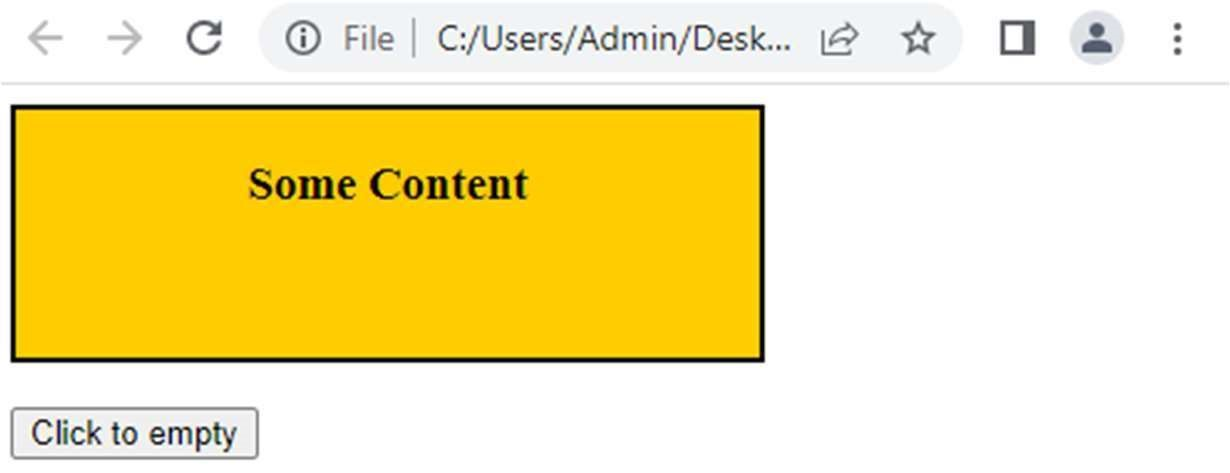 File C:/Users/Admin/Desk...
Some Content
Click to empty